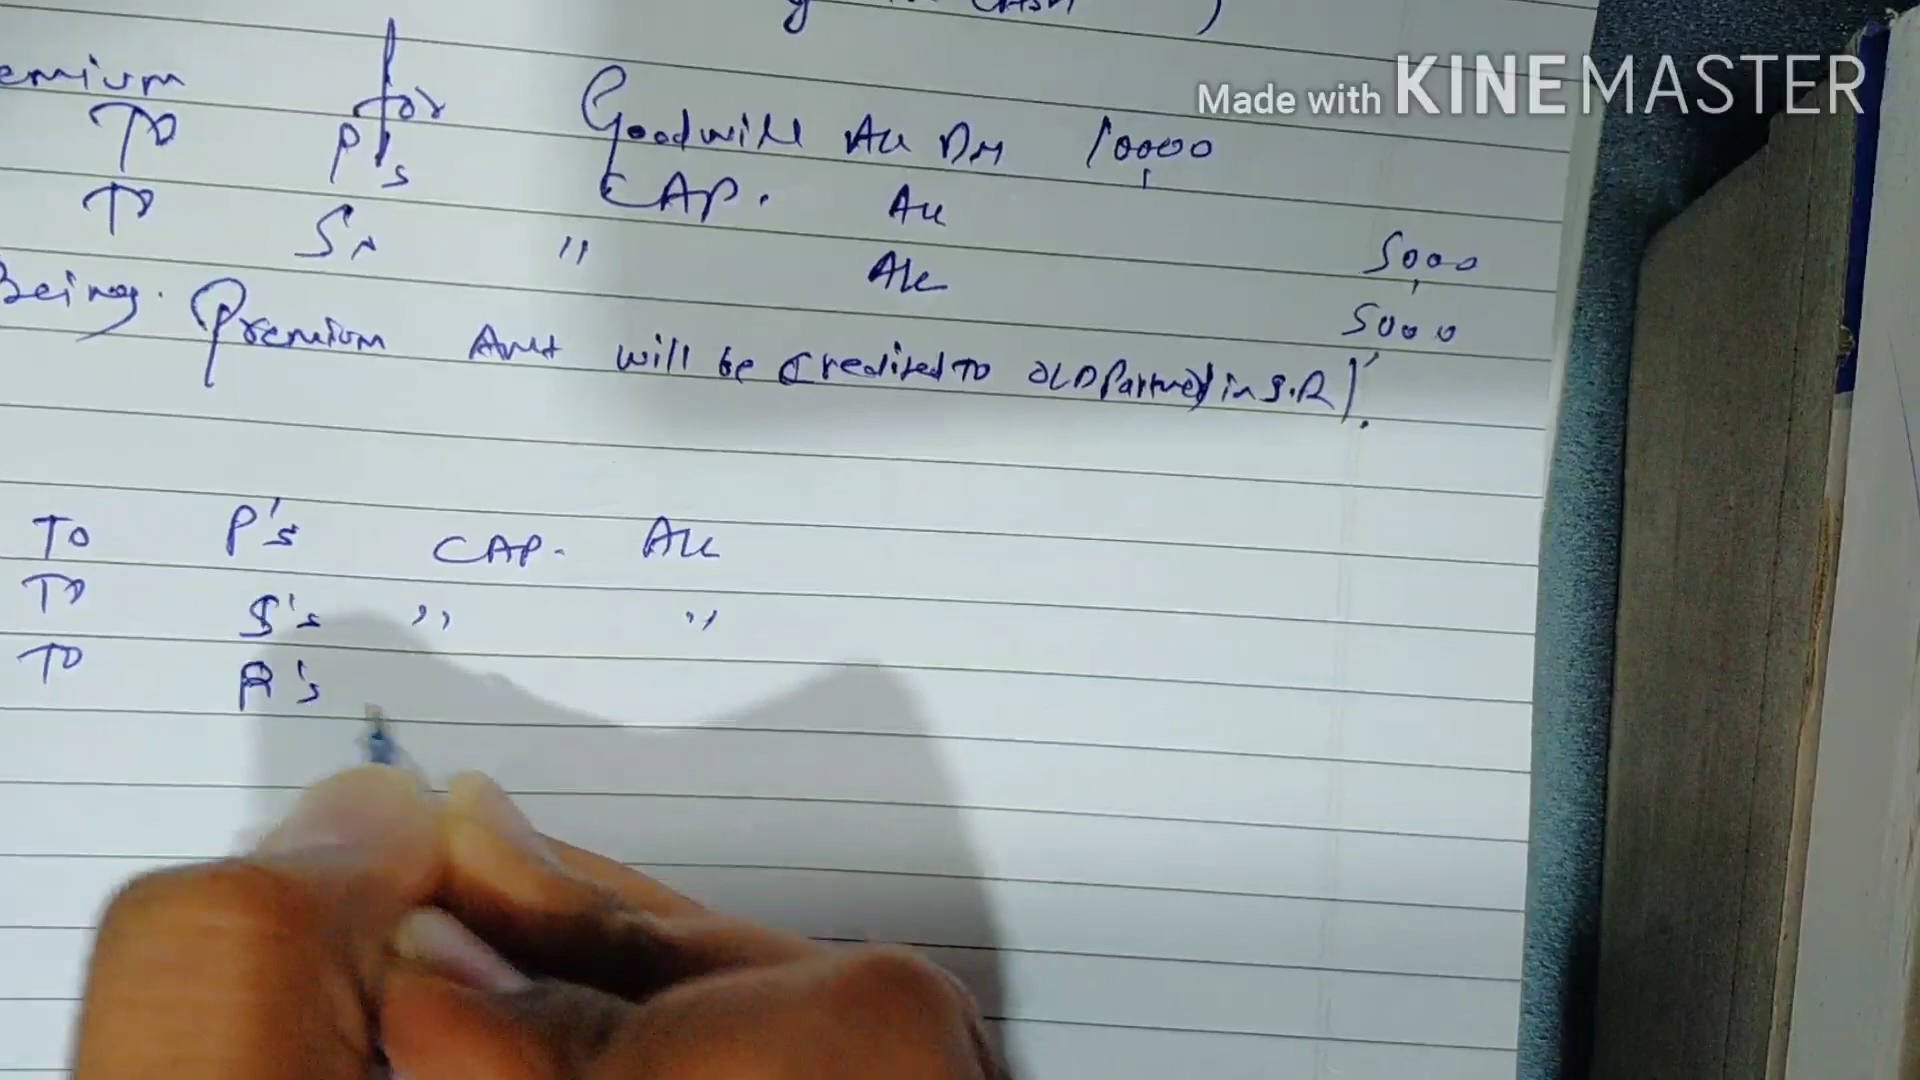 Made with KINEMASTER
emium for Goodwill A/c Dr 10000
To P's CAP. A/c 5000
To S's " A/c 5000
Being Premium Amt will be Credited TO OLD Partner in S.R).
To P's CAP. A/c
To S's " "
To R's